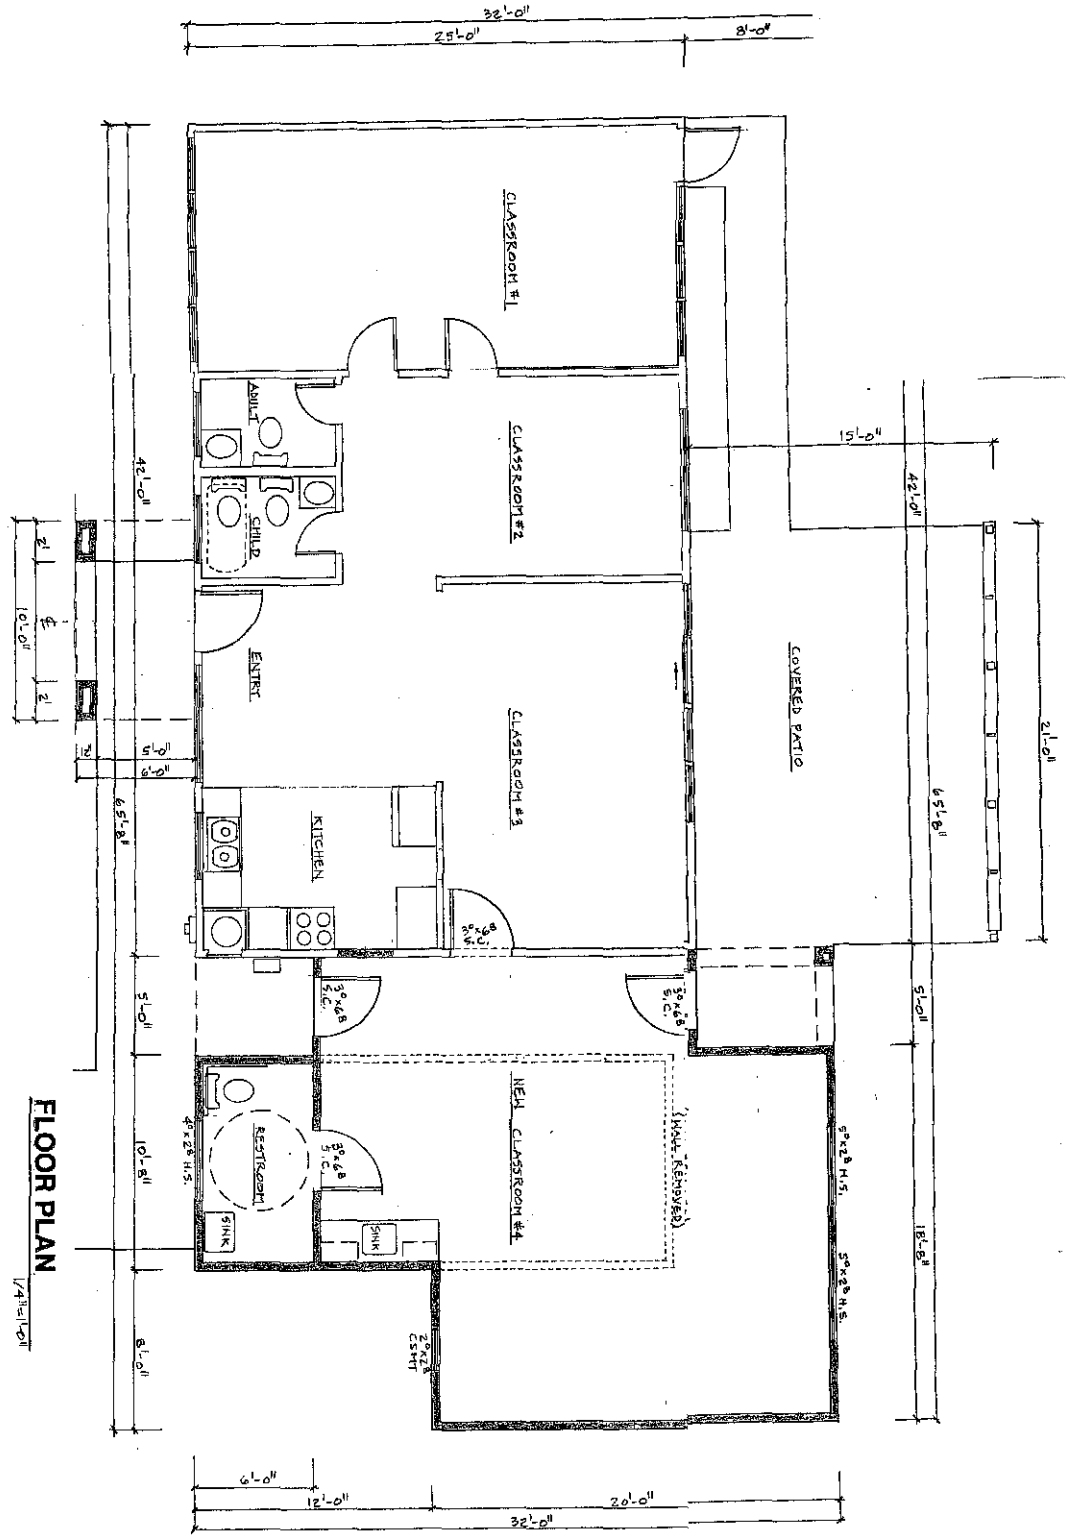 32'-0"
25'-0"
8'-0"
CLASSROOM #1
ADULT
CLASSROOM #2
CHILD
15'-0"
42'-0"
42'-0"
2'
10'-0"
℄
2'
ENTRY
COVERED PATIO
CLASSROOM #3
21'-0"
5'-0"
6'-0"
65'-8"
65'-8"
KITCHEN
3⁰x6⁸
S.C.
3⁰x6⁸
S.C.
3⁰x6⁸
S.C.
5'-0"
5'-0"
NEW CLASSROOM #4
(WALL REMOVED)
RESTROOM
3⁰x6⁸
S.C.
SINK
SINK
4⁰x2⁸ H.S.
5⁰x2⁸ H.S.
5⁰x2⁸ H.S.
10'-8"
18'-8"
2⁰x2⁸
CSMT
8'-0"
FLOOR PLAN
1/4"=1'-0"
6'-0"
12'-0"
20'-0"
32'-0"